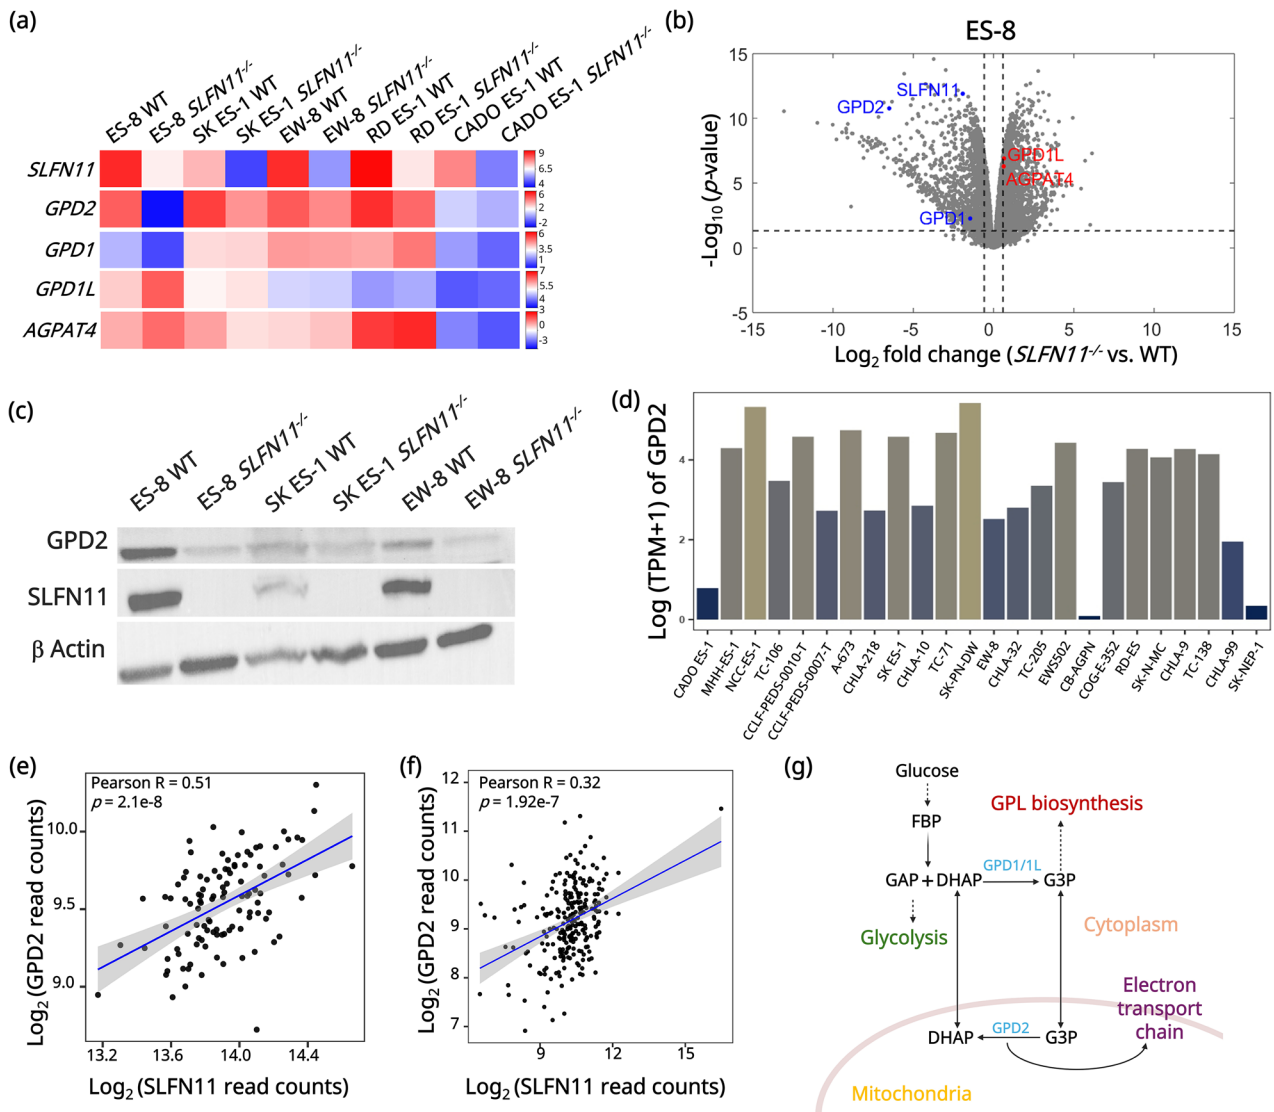 (a)
ES-8 WT
ES-8 SLFN11-/-
SK ES-1 WT
SK ES-1 SLFN11-/-
EW-8 WT
EW-8 SLFN11-/-
RD ES-1 WT
RD ES-1 SLFN11-/-
CADO ES-1 WT
CADO ES-1 SLFN11-/-
SLFN11
9
6.5
4
GPD2
6
2
-2
GPD1
6
3.5
1
GPD1L
7
5.5
4
AGPAT4
3
0
-3
(b)
ES-8
-Log10 (p-value)
15
10
5
0
-5
SLFN11
GPD2
GPD1L
AGPAT4
GPD1
-15
-10
-5
0
5
10
15
Log2 fold change (SLFN11-/- vs. WT)
(c)
ES-8 WT
ES-8 SLFN11-/-
SK ES-1 WT
SK ES-1 SLFN11-/-
EW-8 WT
EW-8 SLFN11-/-
GPD2
SLFN11
β Actin
(d)
Log (TPM+1) of GPD2
4
2
0
CADO ES-1
MHH-ES-1
NCC-ES-1
TC-106
CCLF-PEDS-0010-T
CCLF-PEDS-0007-T
A-673
CHLA-218
SK ES-1
CHLA-10
TC-71
SK-PN-DW
EW-8
CHLA-32
TC-205
EWS502
CB-AGPN
COG-E-352
RD-ES
SK-N-MC
CHLA-9
TC-138
CHLA-99
SK-NEP-1
(e)
Pearson R = 0.51
p = 2.1e-8
Log2 (GPD2 read counts)
10.0
9.5
9.0
13.2
13.6
14.0
14.4
Log2 (SLFN11 read counts)
(f)
Pearson R = 0.32
p = 1.92e-7
Log2 (GPD2 read counts)
12
11
10
9
8
7
9
12
15
Log2 (SLFN11 read counts)
(g)
Glucose
FBP
GPL biosynthesis
GAP + DHAP
GPD1/1L
G3P
Glycolysis
Cytoplasm
Electron
transport
chain
DHAP
GPD2
G3P
Mitochondria